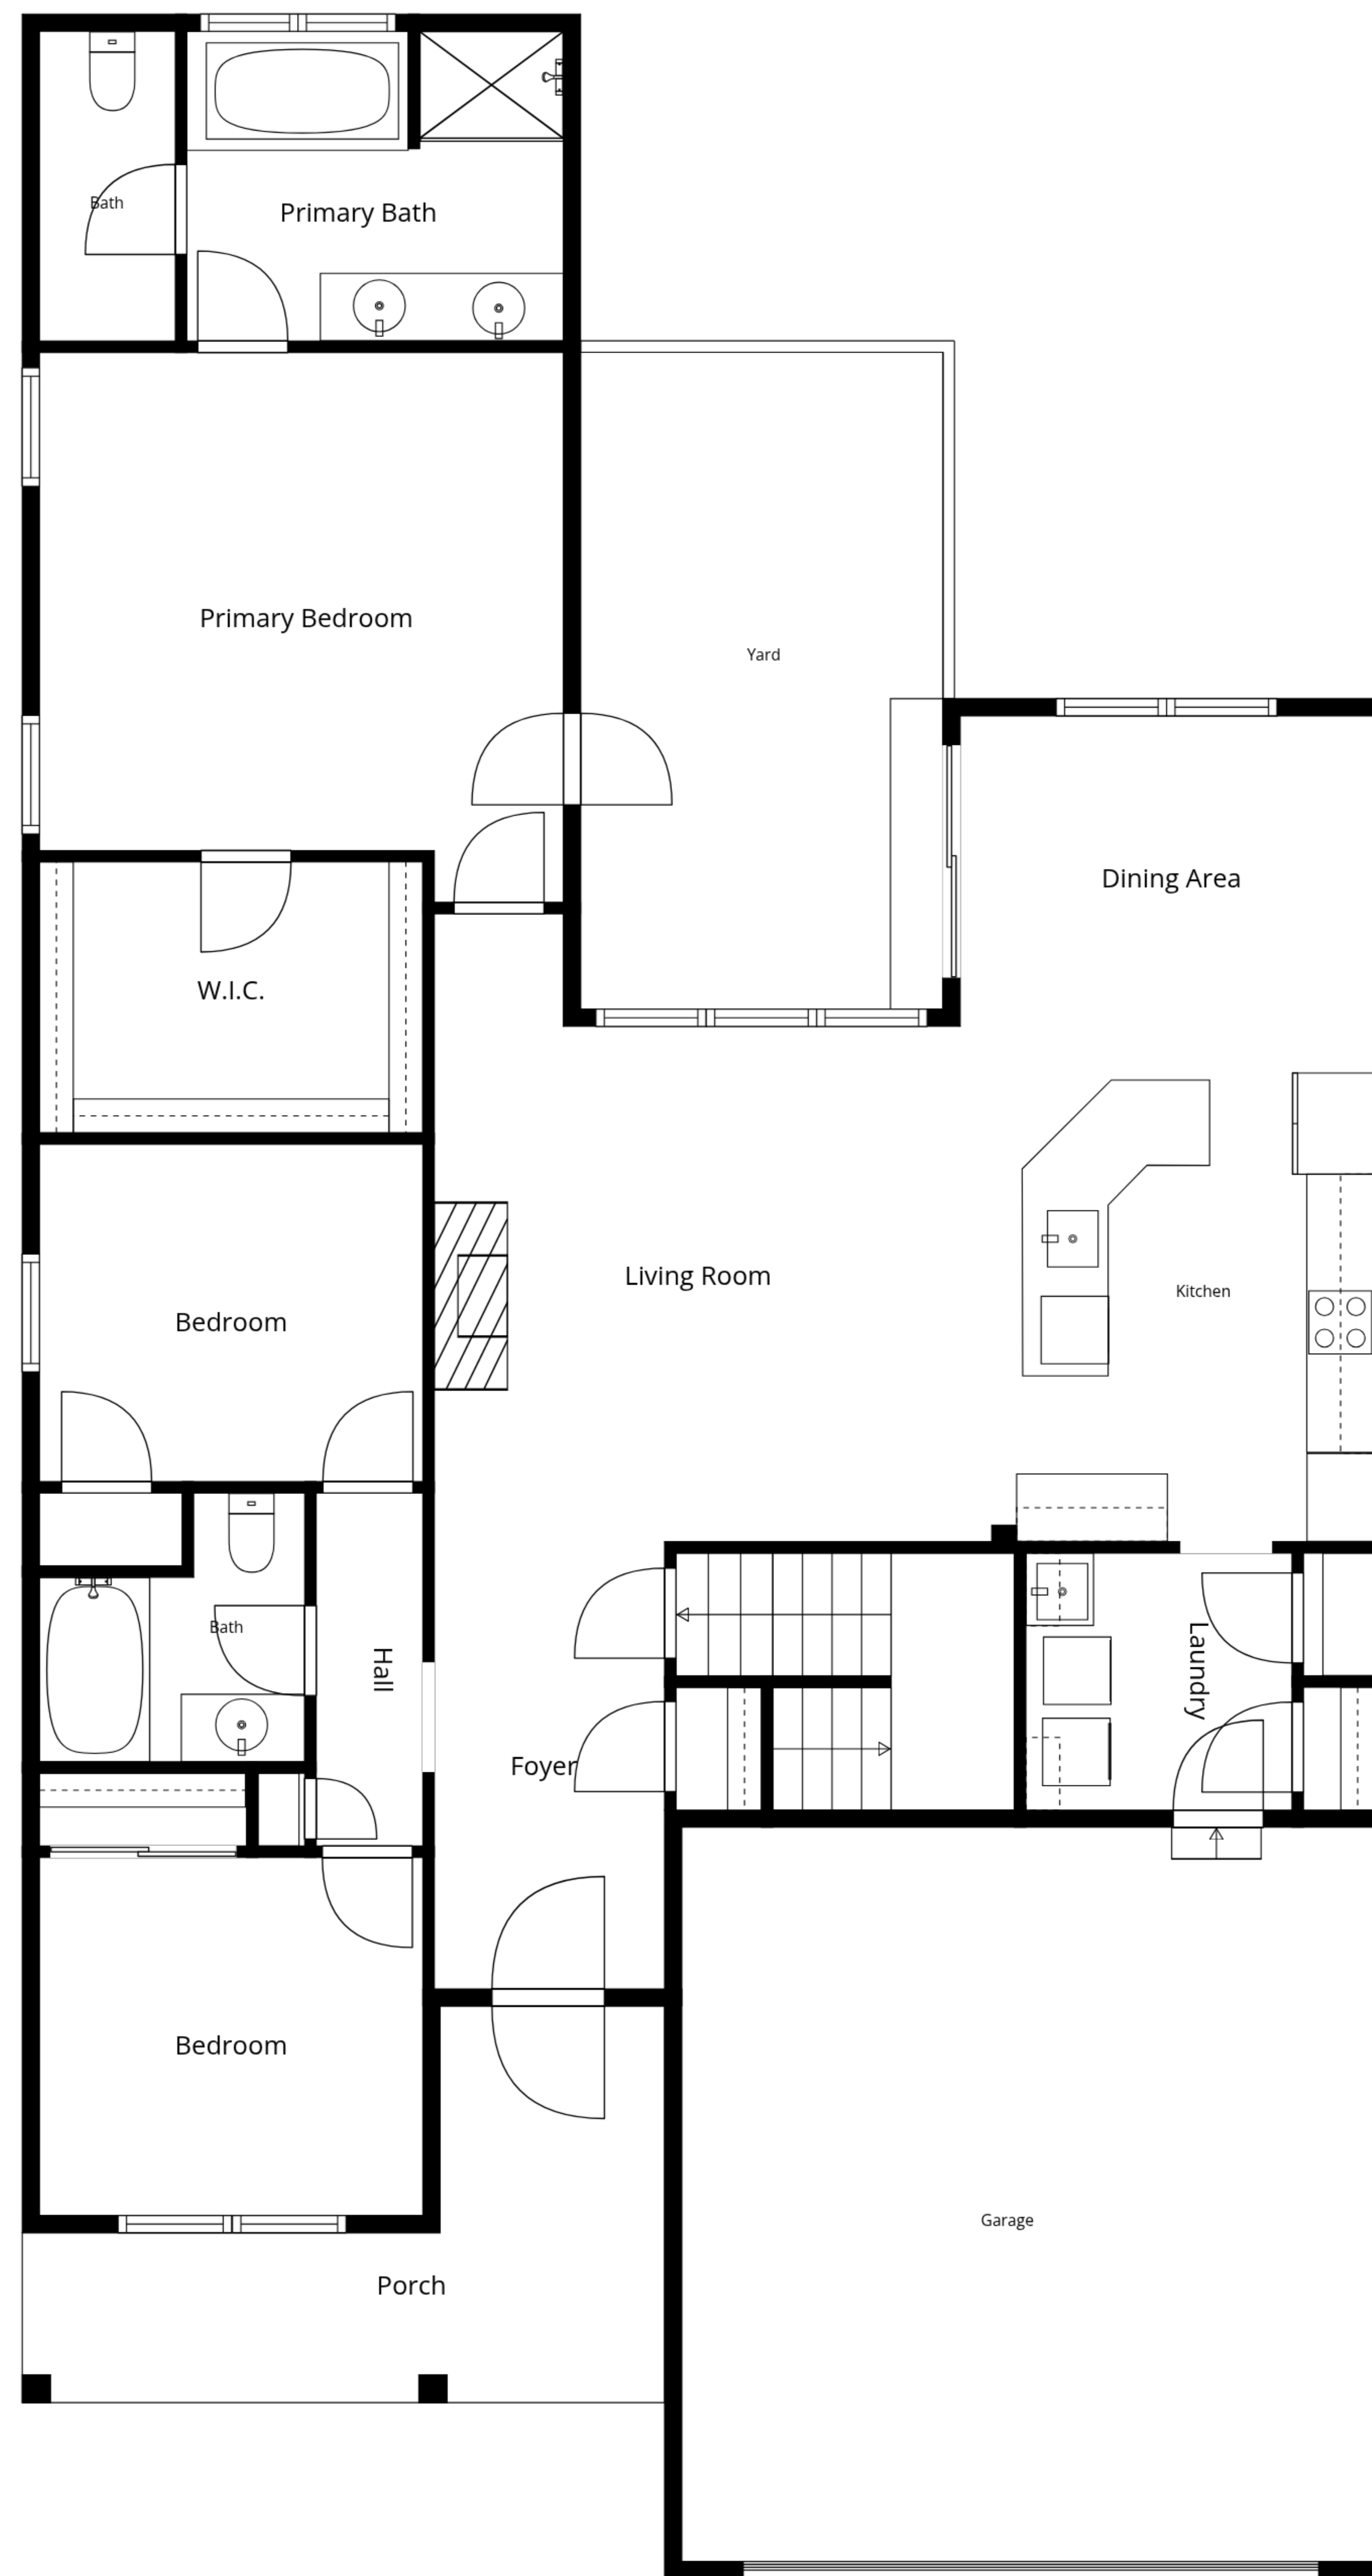 Bath
Primary Bath
Primary Bedroom
Yard
Dining Area
W.I.C.
Living Room
Kitchen
Bedroom
Bath
Hall
Laundry
Foyer
Bedroom
Garage
Porch